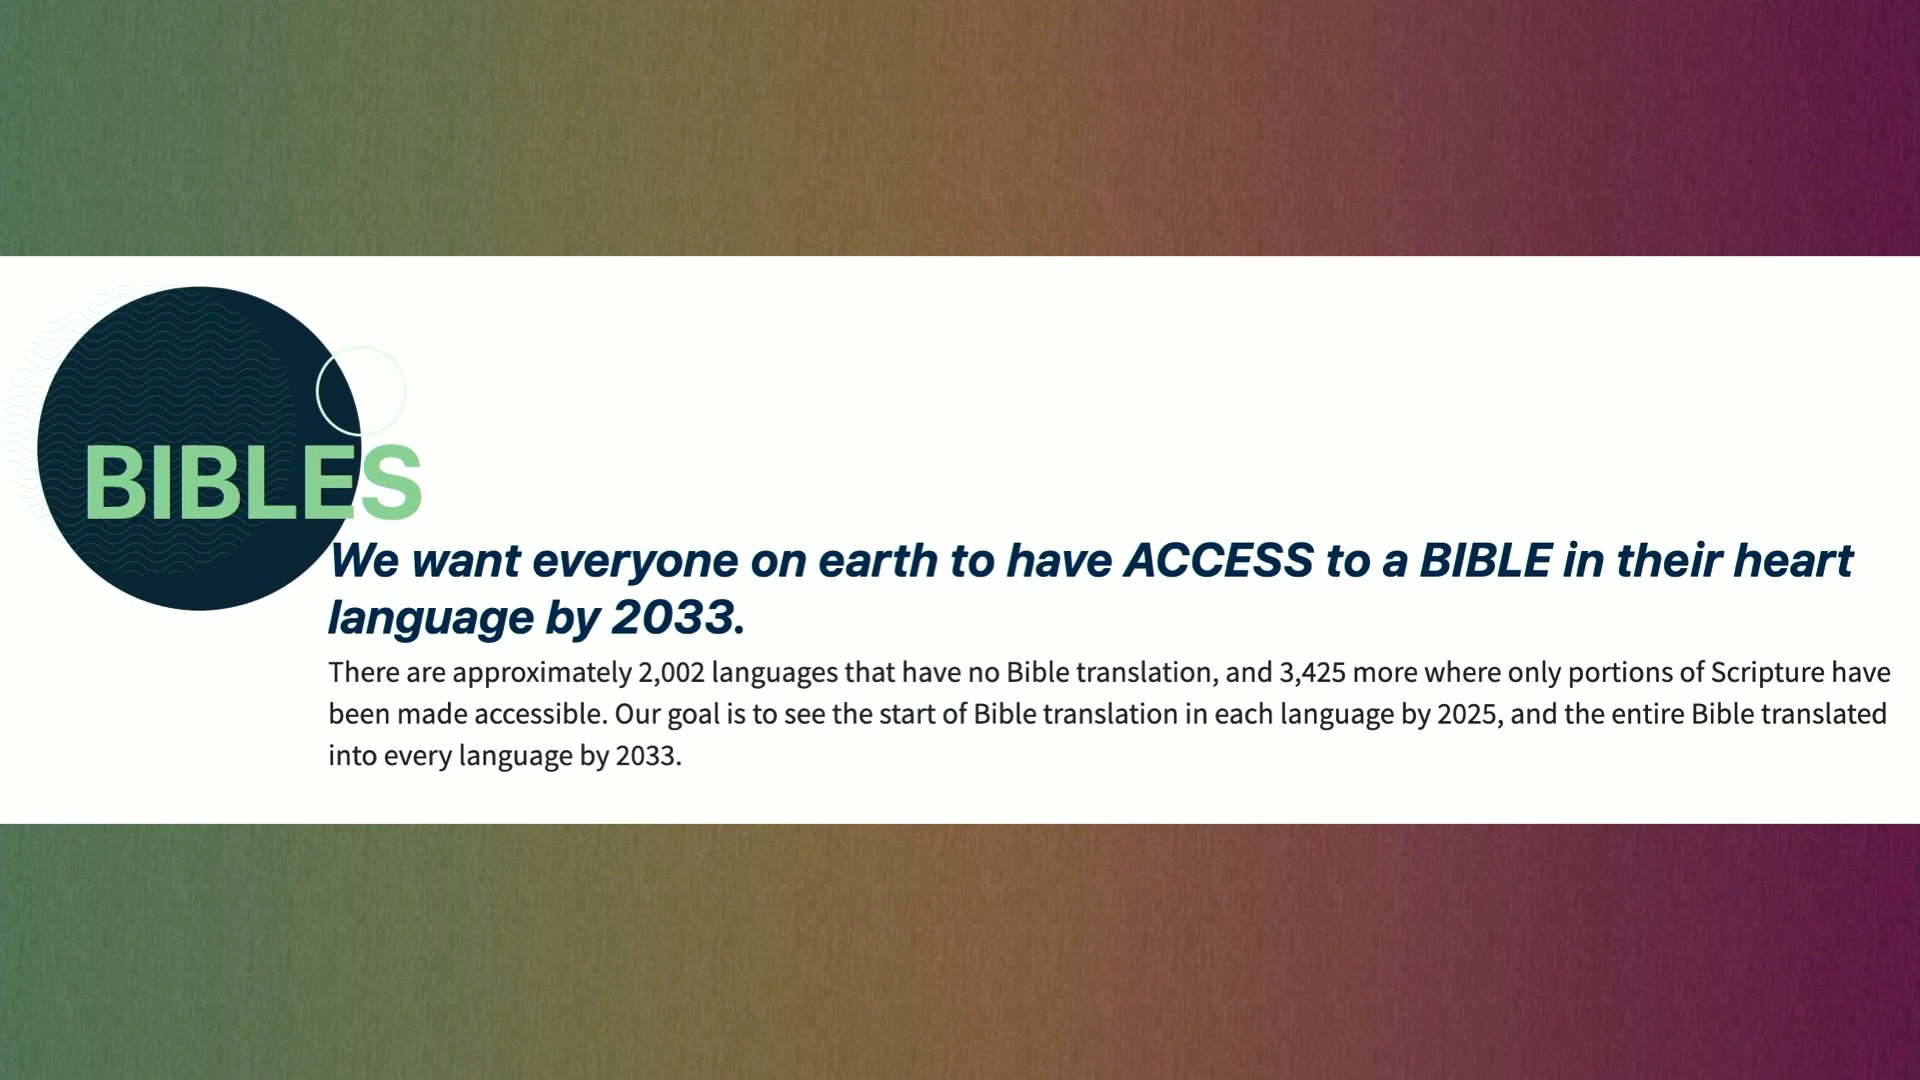 BIBLES
We want everyone on earth to have ACCESS to a BIBLE in their heart
language by 2033.
There are approximately 2,002 languages that have no Bible translation, and 3,425 more where only portions of Scripture have
been made accessible. Our goal is to see the start of Bible translation in each language by 2025, and the entire Bible translated
into every language by 2033.